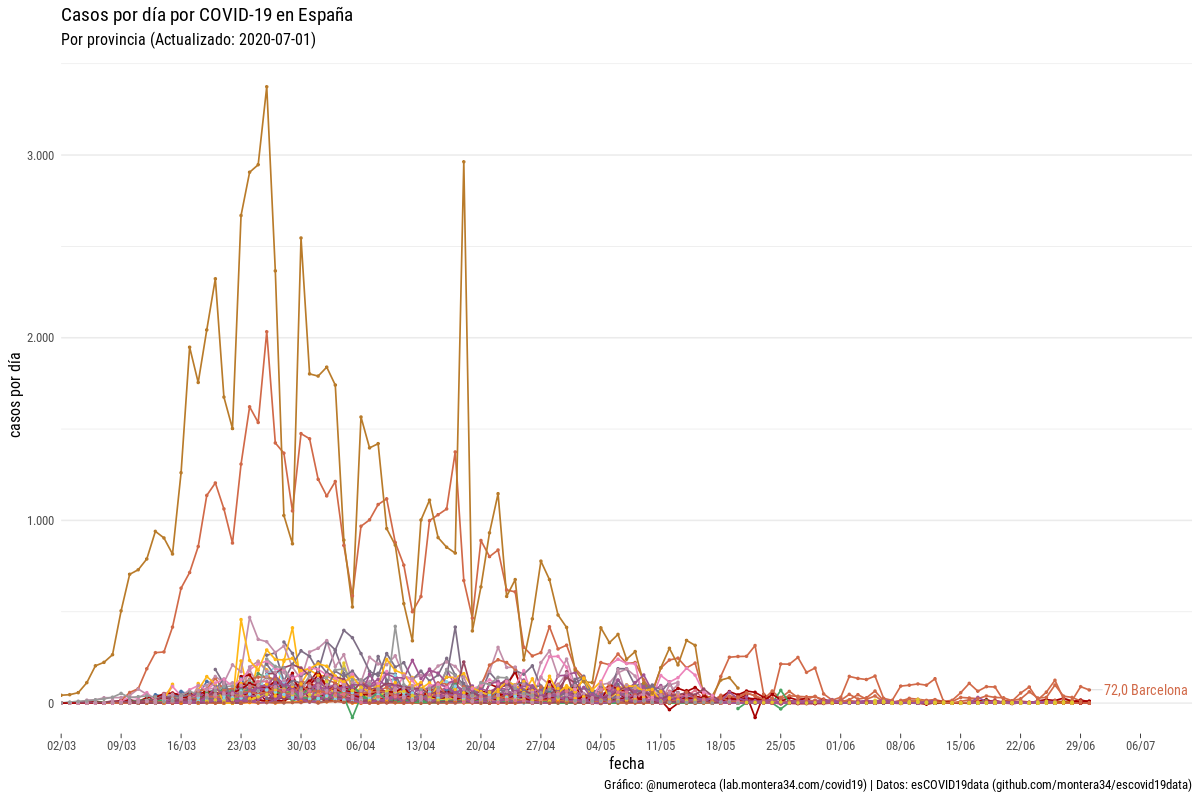 Casos por día por COVID-19 en España
Por provincia (Actualizado: 2020-07-01)
casos por día
3.000
2.000
1.000
0
72,0 Barcelona
02/03 09/03 16/03 23/03 30/03 06/04 13/04 20/04 27/04 04/05 11/05 18/05 25/05 01/06 08/06 15/06 22/06 29/06 06/07
fecha
Gráfico: @numeroteca (lab.montera34.com/covid19) | Datos: esCOVID19data (github.com/montera34/escovid19data)